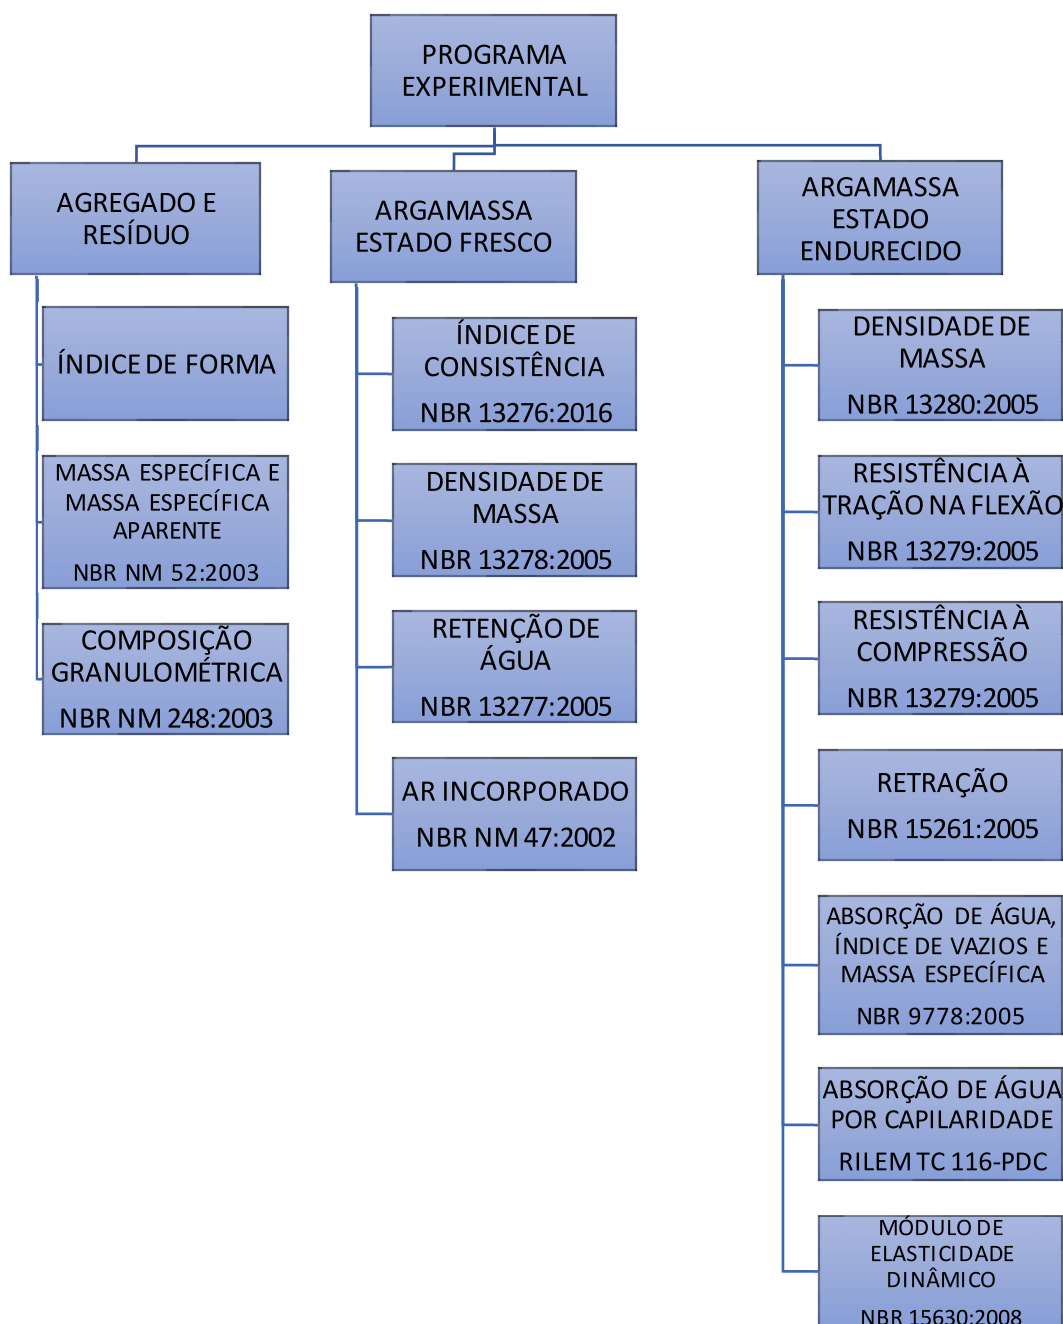 PROGRAMA
EXPERIMENTAL
AGREGADO E
RESÍDUO
ÍNDICE DE FORMA
MASSA ESPECÍFICA E
MASSA ESPECÍFICA
APARENTE
NBR NM 52:2003
COMPOSIÇÃO
GRANULOMÉTRICA
NBR NM 248:2003
ARGAMASSA
ESTADO FRESCO
ÍNDICE DE
CONSISTÊNCIA
NBR 13276:2016
DENSIDADE DE
MASSA
NBR 13278:2005
RETENÇÃO DE
ÁGUA
NBR 13277:2005
AR INCORPORADO
NBR NM 47:2002
ARGAMASSA
ESTADO
ENDURECIDO
DENSIDADE DE
MASSA
NBR 13280:2005
RESISTÊNCIA À
TRAÇÃO NA FLEXÃO
NBR 13279:2005
RESISTÊNCIA À
COMPRESSÃO
NBR 13279:2005
RETRAÇÃO
NBR 15261:2005
ABSORÇÃO DE ÁGUA,
ÍNDICE DE VAZIOS E
MASSA ESPECÍFICA
NBR 9778:2005
ABSORÇÃO DE ÁGUA
POR CAPILARIDADE
RILEM TC 116-PDC
MÓDULO DE
ELASTICIDADE
DINÂMICO
NBR 15630:2008